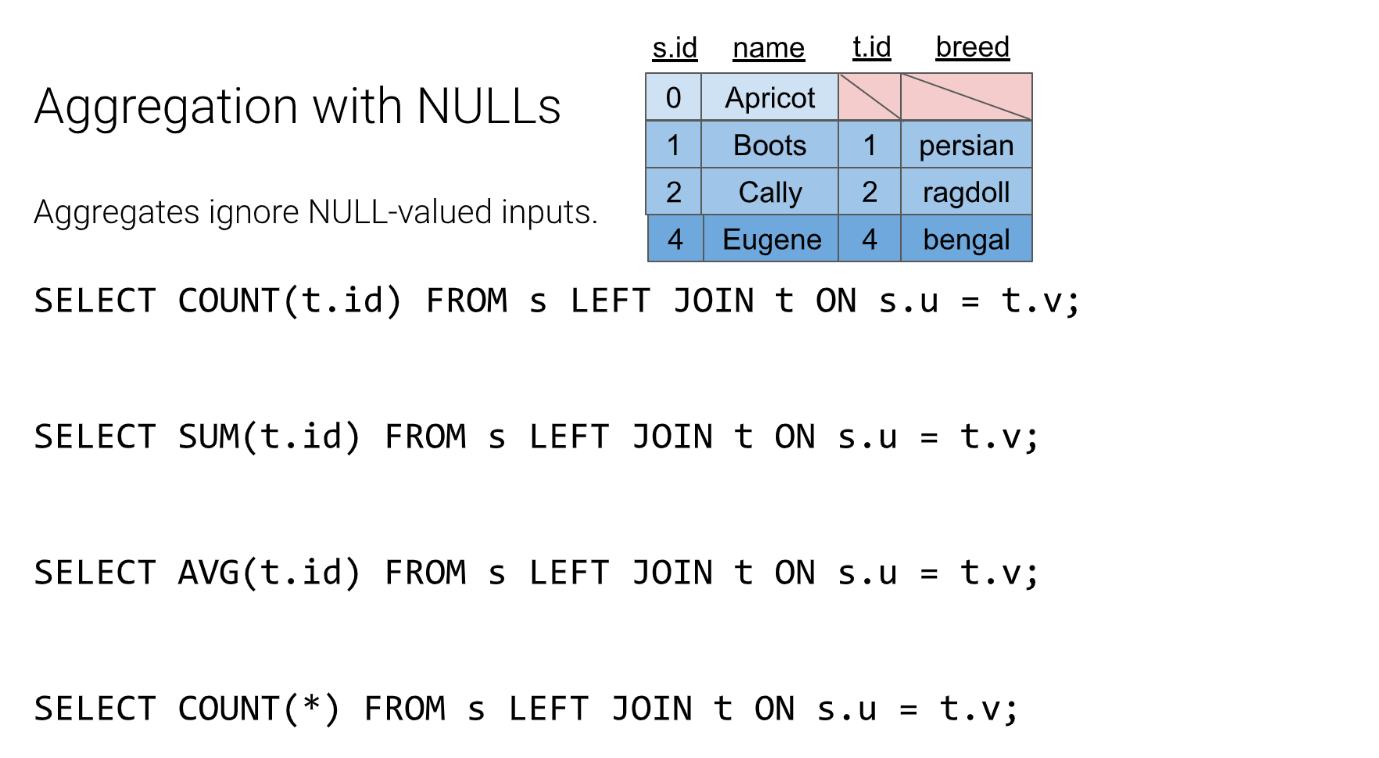 Aggregation with NULLs
Aggregates ignore NULL-valued inputs.
s.id name t.id breed
0 Apricot
1 Boots 1 persian
2 Cally 2 ragdoll
4 Eugene 4 bengal
SELECT COUNT(t.id) FROM s LEFT JOIN t ON s.u = t.v;
SELECT SUM(t.id) FROM s LEFT JOIN t ON s.u = t.v;
SELECT AVG(t.id) FROM s LEFT JOIN t ON s.u = t.v;
SELECT COUNT(*) FROM s LEFT JOIN t ON s.u = t.v;